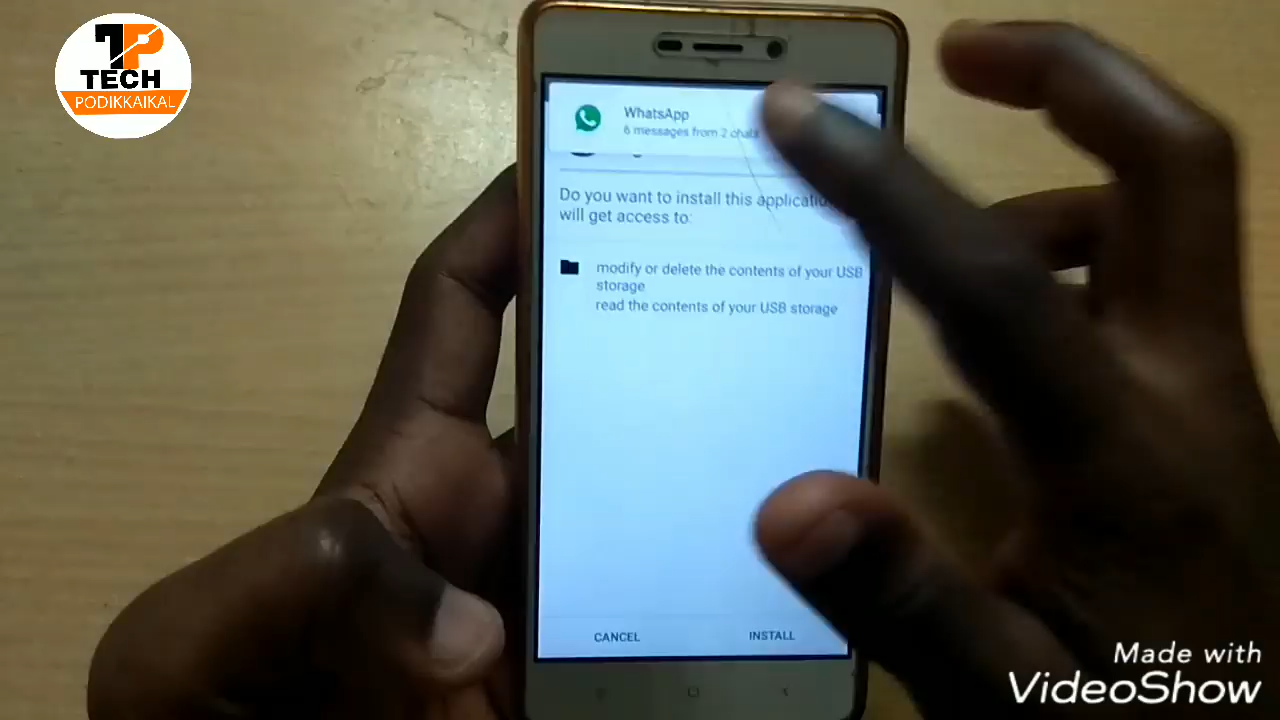 TP
TECH
PODIKKAIKAL
WhatsApp
6 messages from 2 chats
Do you want to install this
will get access to:
modify or delete the contents of your USB
storage
read the contents of your USB storage
CANCEL
INSTALL
Made with
VideoShow